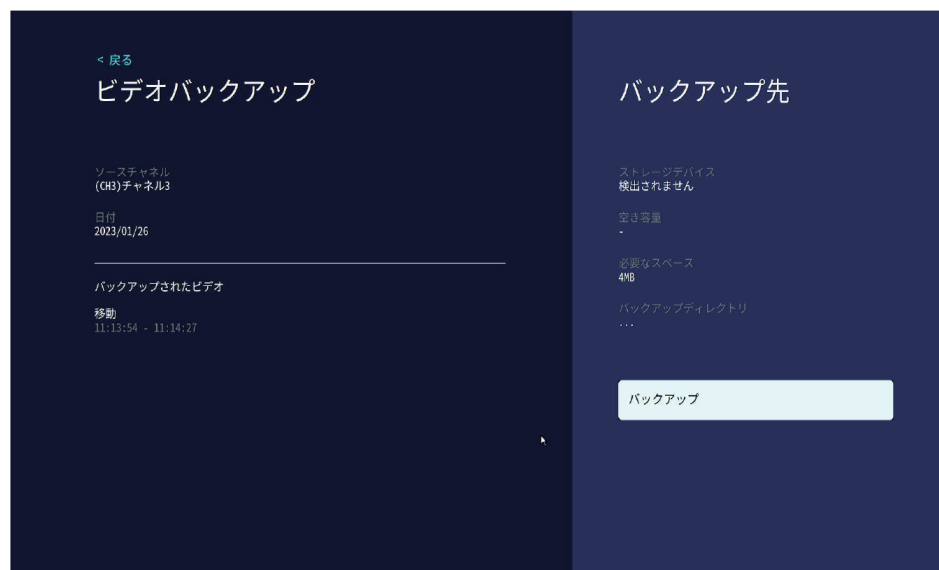 < 戻る
ビデオバックアップ
ソースチャネル
(CH3)チャネル3
日付
2023/01/26
バックアップされたビデオ
移動
11:13:54 - 11:14:27
バックアップ先
ストレージデバイス
検出されません
空き容量
-
必要なスペース
4MB
バックアップディレクトリ
...
バックアップ